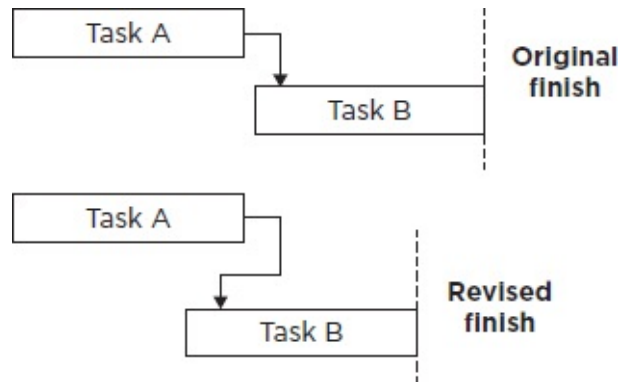 Task A
Original
finish
Task B
Task A
Revised
finish
Task B